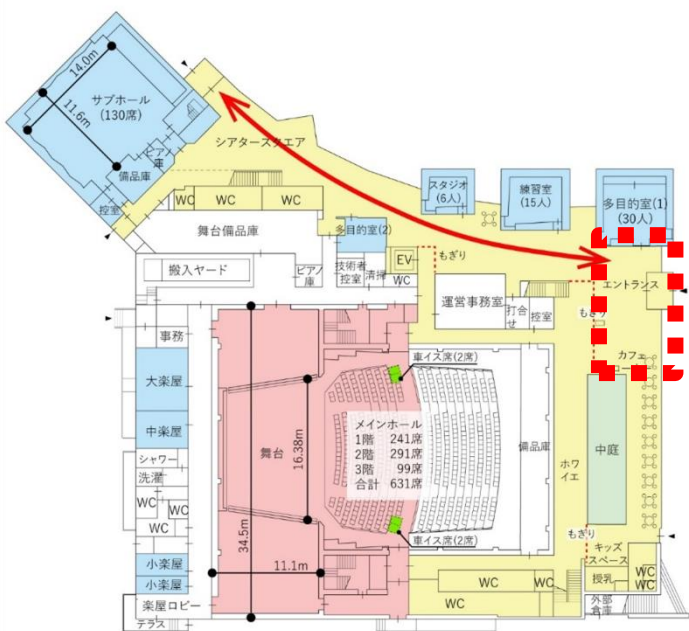 14.0m
11.6m
サブホール
(130席)
ピアノ
庫
備品庫
控室
シアタースクエア
WC
WC
WC
舞台備品庫
搬入ヤード
ピアノ
庫
多目的室(2)
技術者
控室
清掃
EV
WC
もぎり
スタジオ
(6人)
練習室
(15人)
多目的室(1)
(30人)
エントランス
もぎり
カフェ
コーナー
運営事務室
打合
せ
控室
事務
大楽屋
中楽屋
シャワー
洗濯
WC
WC
WC
小楽屋
小楽屋
楽屋ロビー
テラス
舞台
34.5m
16.38m
11.1m
車イス席(2席)
メインホール
1階 241席
2階 291席
3階 99席
合計 631席
車イス席(2席)
備品庫
ホワイエ
中庭
もぎり
キッズ
スペース
授乳
WC
WC
外部
倉庫
WC
WC
WC